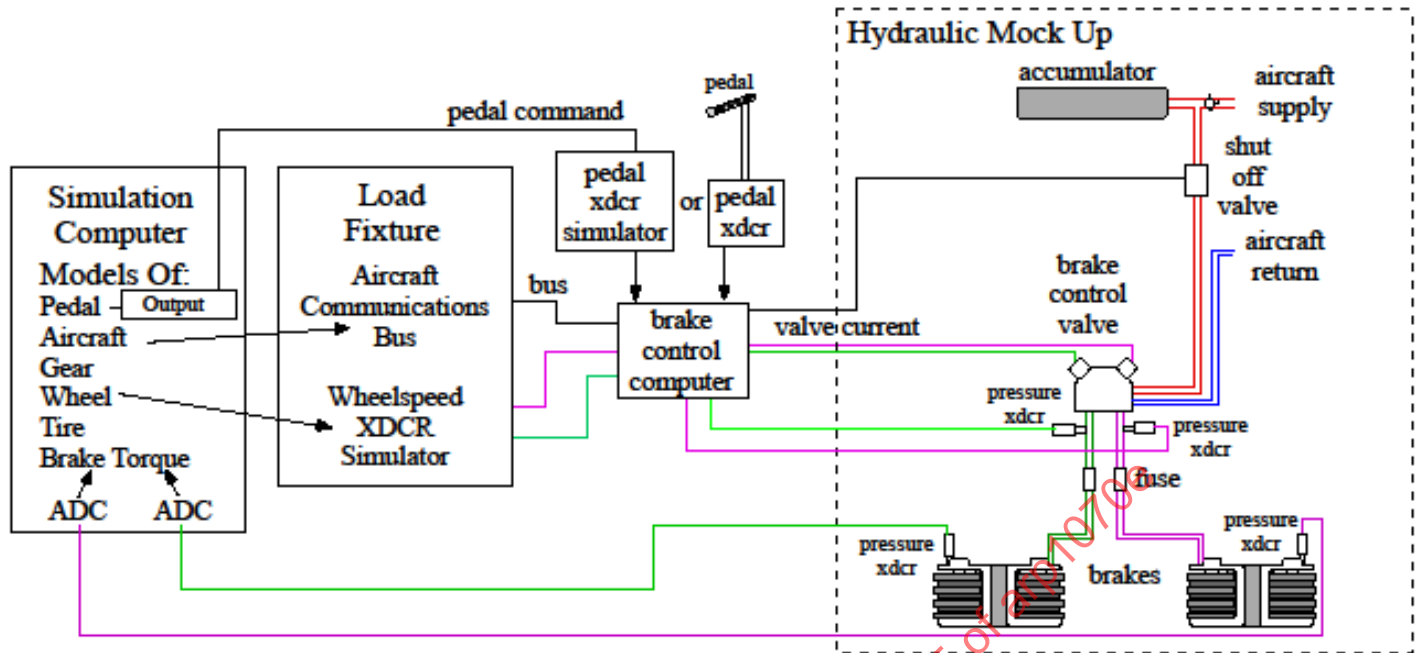 Hydraulic Mock Up
accumulator
aircraft
supply
shut
off
valve
aircraft
return
brake
control
valve
pedal
pedal command
pedal
xdcr
simulator
or
pedal
xdcr
Simulation
Computer
Models Of:
Pedal
Output
Aircraft
Gear
Wheel
Tire
Brake Torque
ADC
ADC
Load
Fixture
Aircraft
Communications
Bus
Wheelspeed
XDCR
Simulator
bus
brake
control
computer
valve current
pressure
xdcr
pressure
xdcr
fuse
pressure
xdcr
brakes
pressure
xdcr
of arp1070e